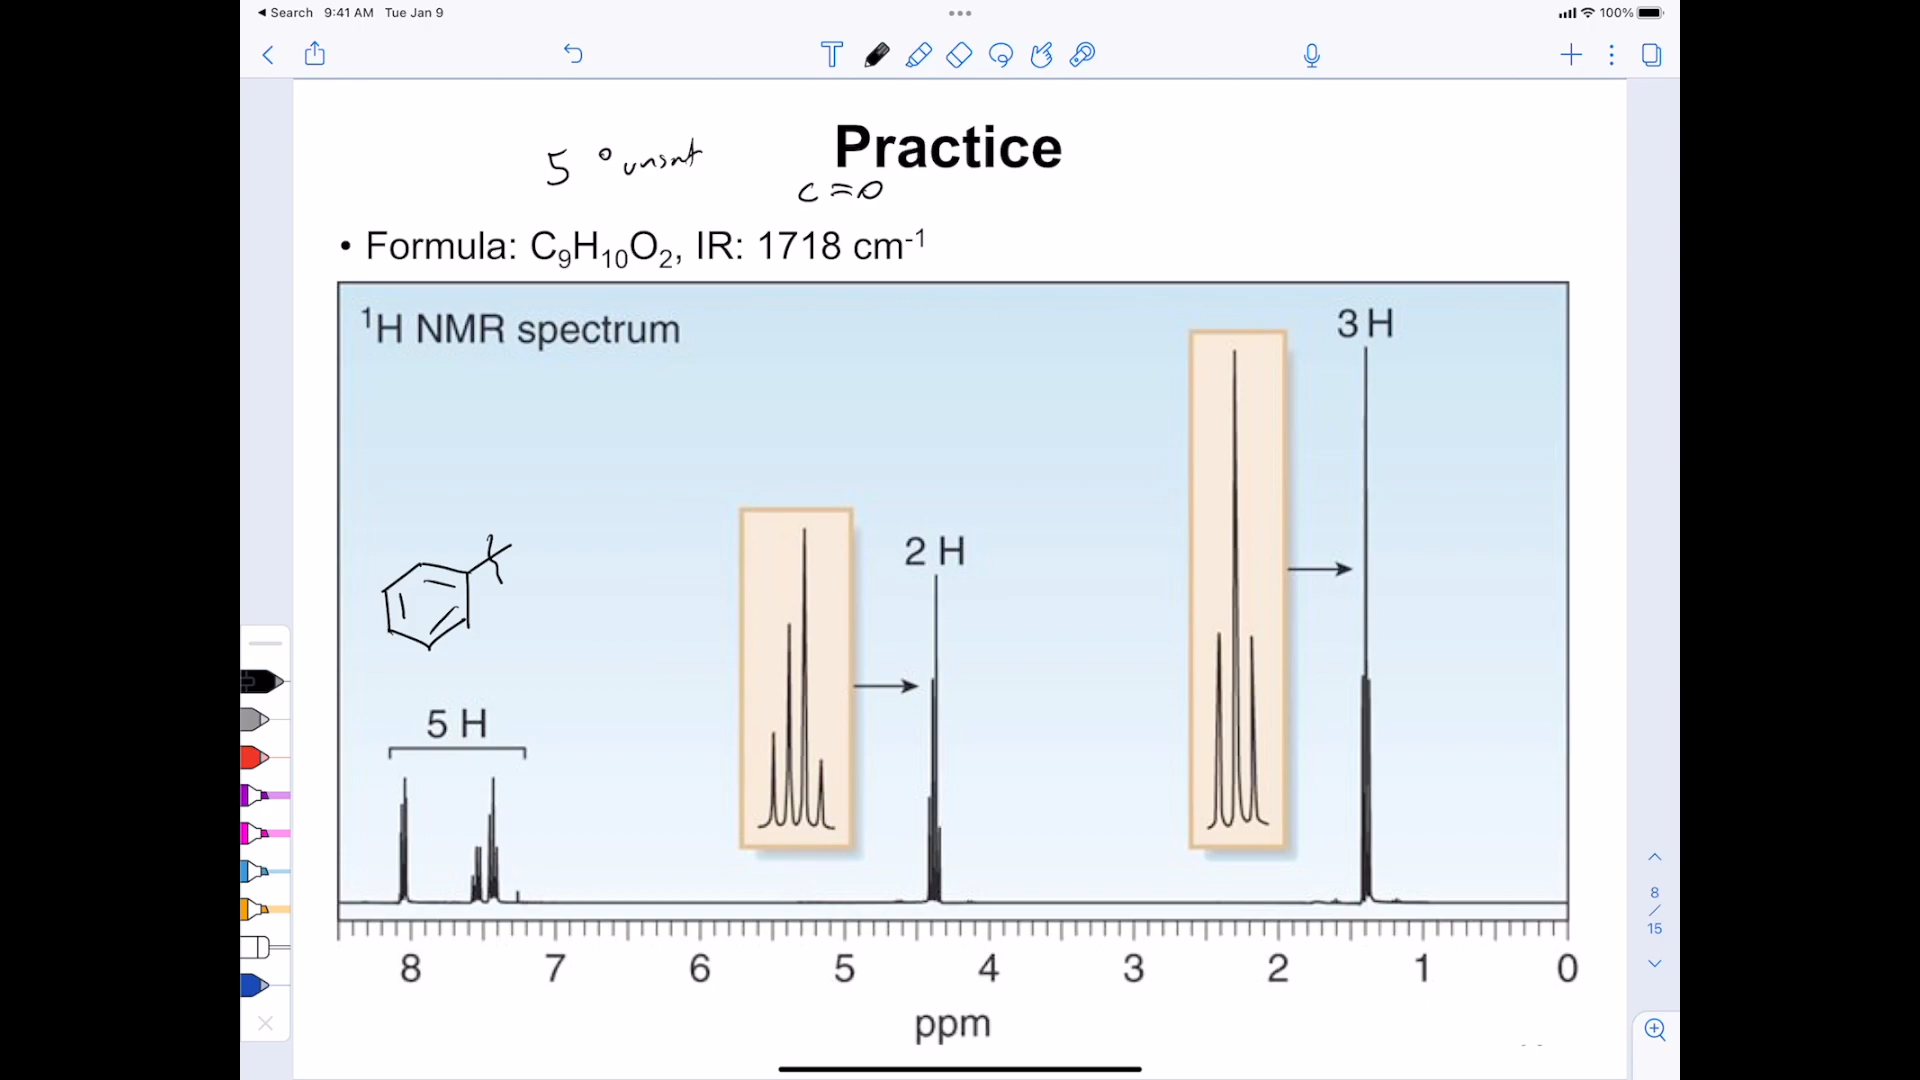 Search 9:41 AM Tue Jan 9
100%
Practice
5 ° unsat
C=O
• Formula: C₉H₁₀O₂, IR: 1718 cm⁻¹
¹H NMR spectrum
3 H
2 H
5 H
8 7 6 5 4 3 2 1 0
ppm
8
/
15